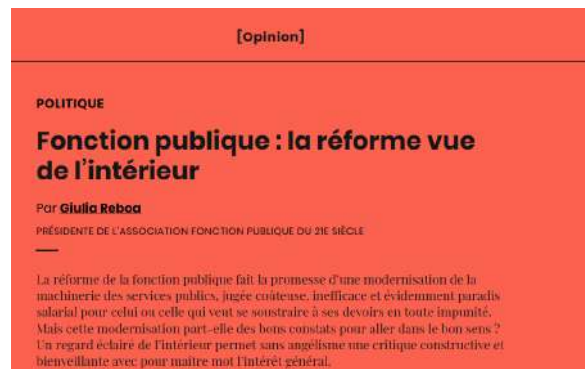 [Opinion]
POLITIQUE
Fonction publique : la réforme vue
de l'intérieur
Par Giulia Reboa
PRÉSIDENTE DE L'ASSOCIATION FONCTION PUBLIQUE DU 21E SIÈCLE
La réforme de la fonction publique fait la promesse d'une modernisation de la
machinerie des services publics, jugée coûteuse, inefficace et évidemment paradis
salarial pour celui ou celle qui veut se soustraire à ses devoirs en toute impunité.
Mais cette modernisation part-elle des bons constats pour aller dans le bon sens ?
Un regard éclairé de l'intérieur permet sans angélisme une critique constructive et
bienveillante avec pour maître mot l'intérêt général.